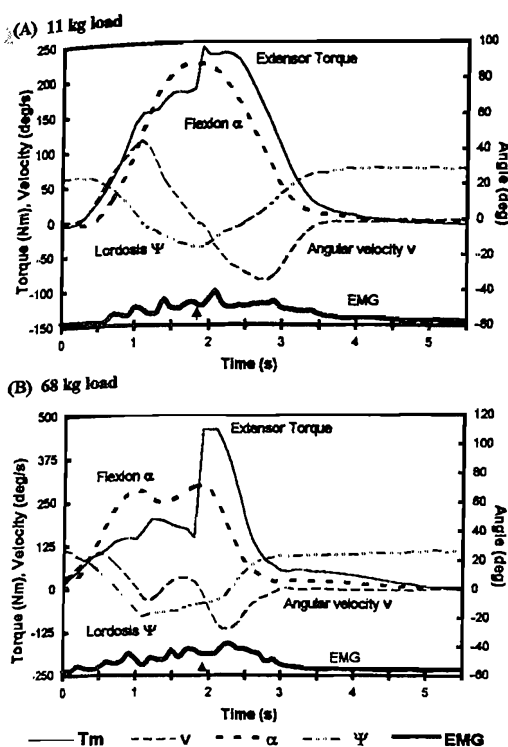 (A) 11 kg load
250
200
150
100
50
0
-50
-100
-150
Torque (Nm), Velocity (deg/s)
100
80
60
40
20
0
-20
-40
-60
Angle (deg)
Extensor Torque
Flexion α
Lordosis Ψ
Angular velocity v
EMG
0 1 2 3 4 5
Time (s)
(B) 68 kg load
500
375
250
125
0
-125
-250
Torque (Nm), Velocity (deg/s)
120
100
80
60
40
20
0
-20
-40
-60
Angle (deg)
Extensor Torque
Flexion α
Angular velocity v
Lordosis Ψ
EMG
0 1 2 3 4 5
Time (s)
Tm v α Ψ EMG